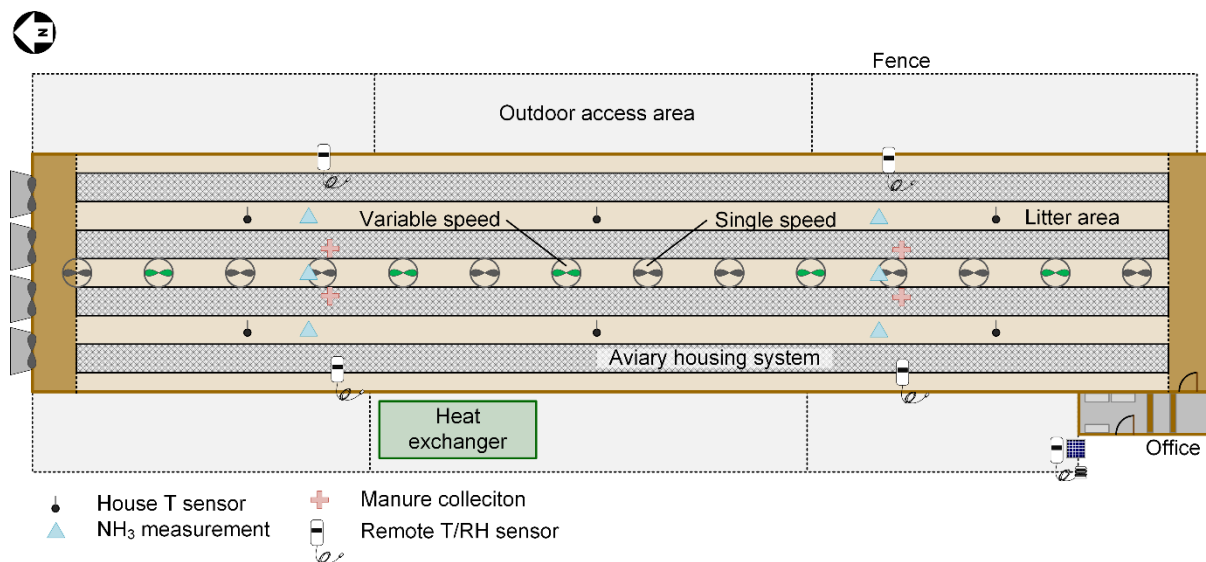 N
Fence
Outdoor access area
Variable speed
Single speed
Litter area
Aviary housing system
Heat
exchanger
Office
House T sensor
NH₃ measurement
Manure colleciton
Remote T/RH sensor